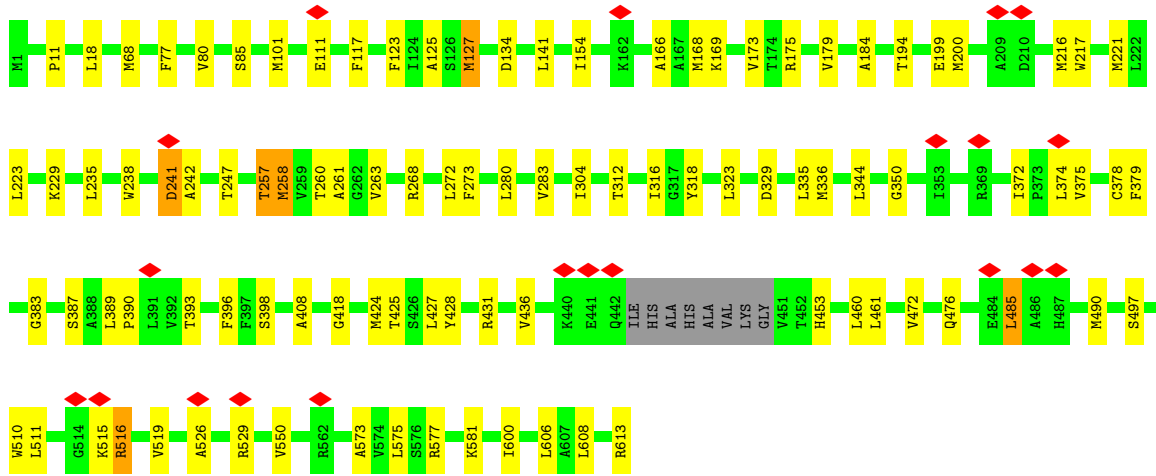 M1 P11 L18 M68 F77 V80 S85 M101 E111 F117 F123 I124 A125 S126 M127 D134 L141 I154 K162 A166 A167 M168 K169 V173 T174 R175 V179 A184 T194 E199 M200 A209 D210 M216 W217 M221 L222
L223 K229 L235 W238 D241 A242 T247 T257 M258 V259 T260 A261 G262 V263 R268 L272 F273 L280 V283 I304 T312 I316 G317 Y318 L323 D329 L335 M336 L344 G350 I353 R369 I372 P373 L374 V375 C378 F379
G383 S387 A388 L389 P390 L391 V392 T393 F396 F397 S398 A408 G418 M424 T425 S426 L427 Y428 R431 V436 K440 E441 Q442 ILE HIS ALA HIS ALA VAL LYS GLY V451 T452 H453 L460 L461 V472 Q476 E484 L485 A486 H487 M490 S497
W510 L511 G514 K515 R516 V519 A526 R529 V550 R562 A573 V574 L575 S576 R577 K581 I600 L606 A607 L608 R613